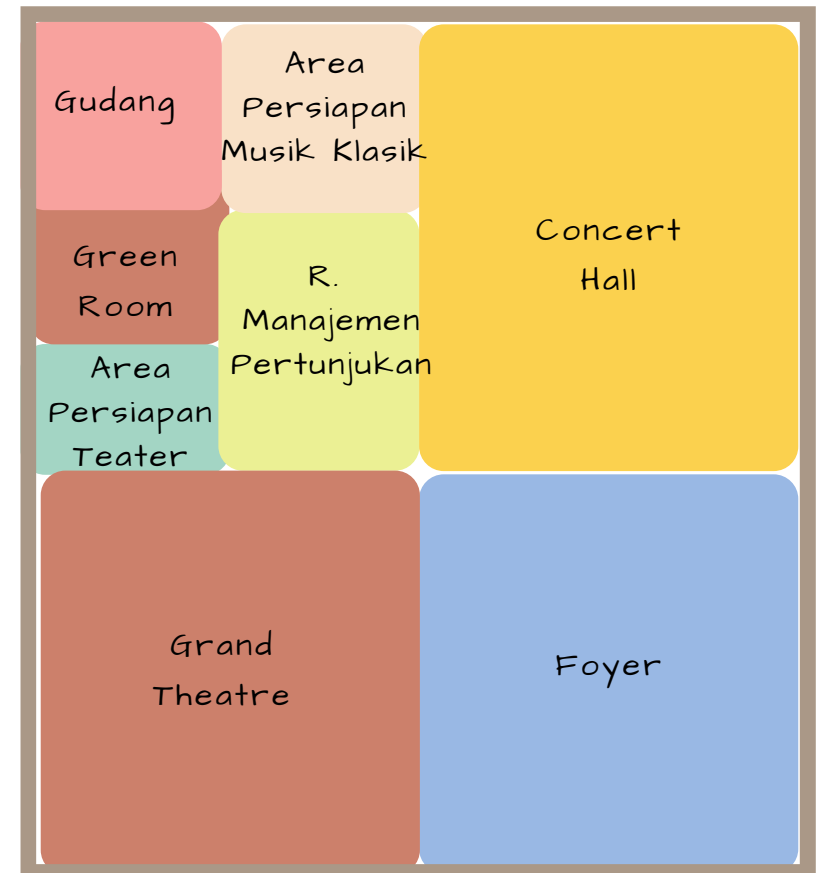 Gudang
Area
Persiapan
Musik Klasik
Concert
Hall
Green
Room
R.
Manajemen
Pertunjukan
Area
Persiapan
Teater
Grand
Theatre
Foyer